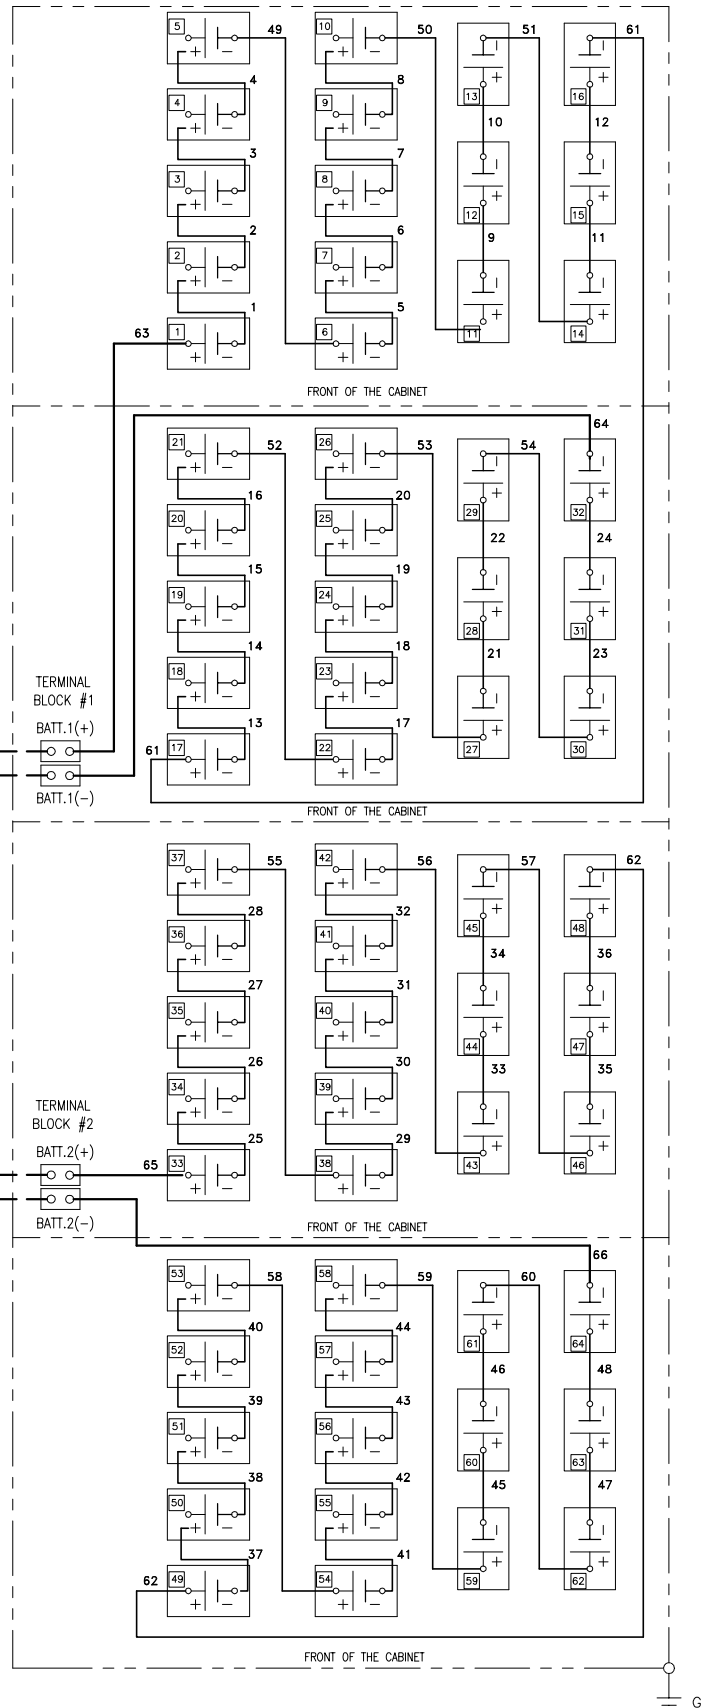 5 49 10 50 51 61
4 8 13 16
4 9 10 12
3 7
3 8 12 15
2 6 9 11
2 7
1 5
63 1 6 11 14
FRONT OF THE CABINET
64
21 52 26 53 54
16 20 29 32
20 25 22 24
15 19
19 24 28 31
14 18 21 23
TERMINAL
BLOCK #1
18 23
13 17
BATT.1(+)
61 17 22 27 30
BATT.1(-)
FRONT OF THE CABINET
37 55 42 56 57 62
28 32 45 48
36 41 34 36
27 31
35 40 44 47
26 30 33 35
TERMINAL
BLOCK #2
34 39
25 29
BATT.2(+)
65 33 38 43 46
BATT.2(-)
FRONT OF THE CABINET
66
53 58 58 59 60
40 44 61 64
52 57 46 48
39 43
51 56 60 63
38 42 45 47
50 55
37 41
62 49 54 59 62
FRONT OF THE CABINET
G